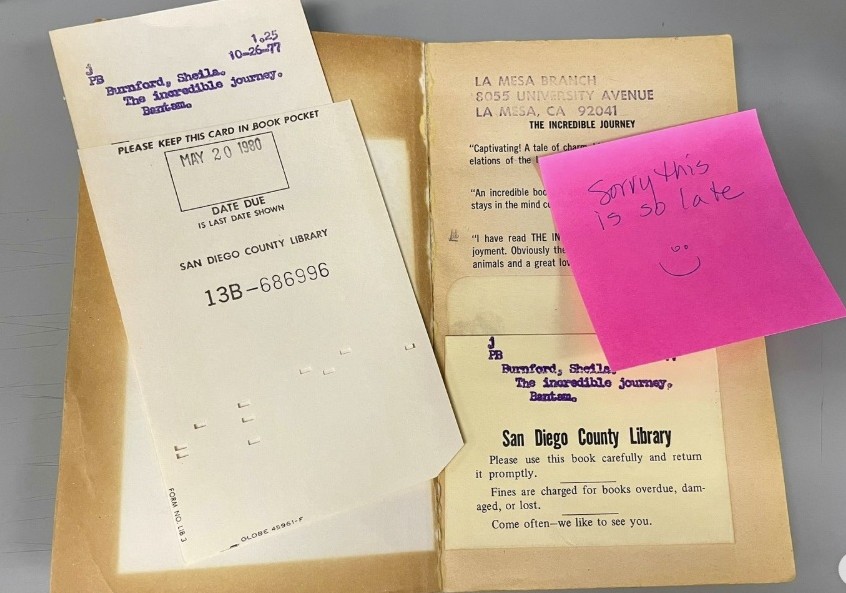 1.25
10-26-77
J
PB
Burnford, Sheila.
The incredible journey.
Bantam.
PLEASE KEEP THIS CARD IN BOOK POCKET
MAY 20 1980
DATE DUE
IS LAST DATE SHOWN
SAN DIEGO COUNTY LIBRARY
13B-686996
FORM NO. LIB 3
GLOBE 45961-F
LA MESA BRANCH
8055 UNIVERSITY AVENUE
LA MESA, CA 92041
THE INCREDIBLE JOURNEY
"Captivating! A tale of
elations of the
"An incredible
stays in the mind
"I have read THE
joyment. Obviously
animals and a great
Sorry this
is so late
J
PB
Burnford, Sheila.
The incredible journey.
Bantam.
San Diego County Library
Please use this book carefully and return
it promptly.
Fines are charged for books overdue, dam-
aged, or lost.
Come often—we like to see you.